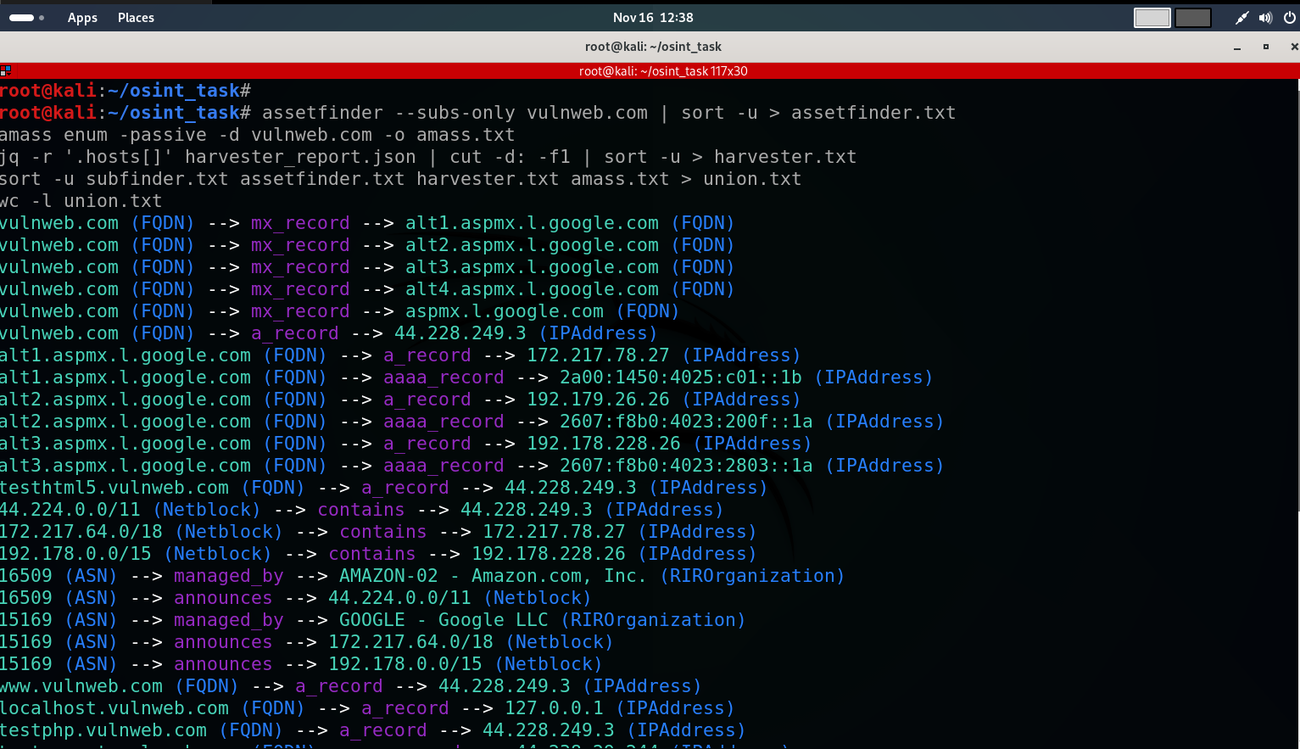 Apps Places Nov 16 12:38
root@kali: ~/osint_task
root@kali: ~/osint_task 117x30
root@kali:~/osint_task#
root@kali:~/osint_task# assetfinder --subs-only vulnweb.com | sort -u > assetfinder.txt
amass enum -passive -d vulnweb.com -o amass.txt
jq -r '.hosts[]' harvester_report.json | cut -d: -f1 | sort -u > harvester.txt
sort -u subfinder.txt assetfinder.txt harvester.txt amass.txt > union.txt
wc -l union.txt
vulnweb.com (FQDN) --> mx_record --> alt1.aspmx.l.google.com (FQDN)
vulnweb.com (FQDN) --> mx_record --> alt2.aspmx.l.google.com (FQDN)
vulnweb.com (FQDN) --> mx_record --> alt3.aspmx.l.google.com (FQDN)
vulnweb.com (FQDN) --> mx_record --> alt4.aspmx.l.google.com (FQDN)
vulnweb.com (FQDN) --> mx_record --> aspmx.l.google.com (FQDN)
vulnweb.com (FQDN) --> a_record --> 44.228.249.3 (IPAddress)
alt1.aspmx.l.google.com (FQDN) --> a_record --> 172.217.78.27 (IPAddress)
alt1.aspmx.l.google.com (FQDN) --> aaaa_record --> 2a00:1450:4025:c01::1b (IPAddress)
alt2.aspmx.l.google.com (FQDN) --> a_record --> 192.179.26.26 (IPAddress)
alt2.aspmx.l.google.com (FQDN) --> aaaa_record --> 2607:f8b0:4023:200f::1a (IPAddress)
alt3.aspmx.l.google.com (FQDN) --> a_record --> 192.178.228.26 (IPAddress)
alt3.aspmx.l.google.com (FQDN) --> aaaa_record --> 2607:f8b0:4023:2803::1a (IPAddress)
testhtml5.vulnweb.com (FQDN) --> a_record --> 44.228.249.3 (IPAddress)
44.224.0.0/11 (Netblock) --> contains --> 44.228.249.3 (IPAddress)
172.217.64.0/18 (Netblock) --> contains --> 172.217.78.27 (IPAddress)
192.178.0.0/15 (Netblock) --> contains --> 192.178.228.26 (IPAddress)
16509 (ASN) --> managed_by --> AMAZON-02 - Amazon.com, Inc. (RIROrganization)
16509 (ASN) --> announces --> 44.224.0.0/11 (Netblock)
15169 (ASN) --> managed_by --> GOOGLE - Google LLC (RIROrganization)
15169 (ASN) --> announces --> 172.217.64.0/18 (Netblock)
15169 (ASN) --> announces --> 192.178.0.0/15 (Netblock)
www.vulnweb.com (FQDN) --> a_record --> 44.228.249.3 (IPAddress)
localhost.vulnweb.com (FQDN) --> a_record --> 127.0.0.1 (IPAddress)
testphp.vulnweb.com (FQDN) --> a_record --> 44.228.249.3 (IPAddress)